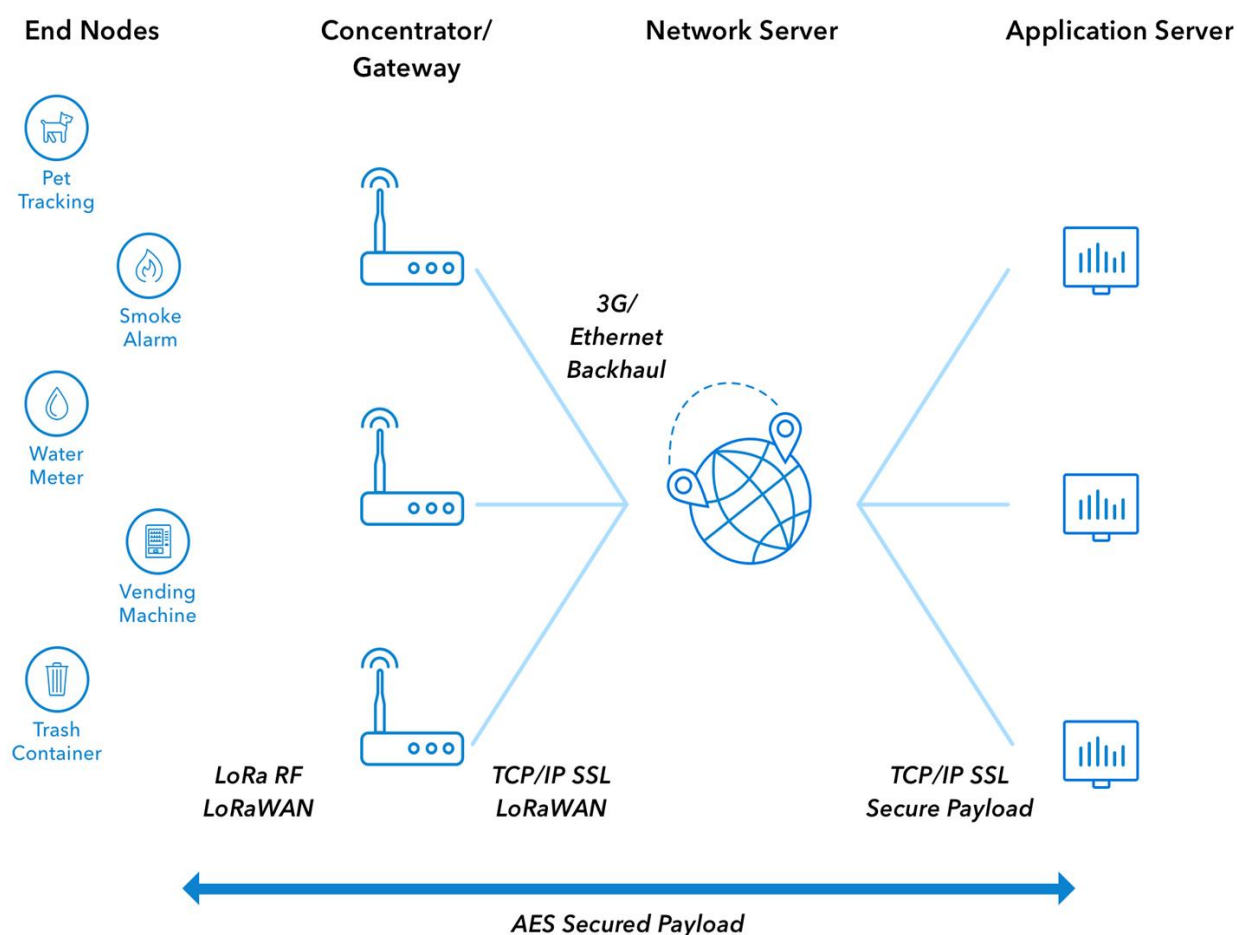 End Nodes
Concentrator/
Gateway
Network Server
Application Server
Pet
Tracking
Smoke
Alarm
Water
Meter
Vending
Machine
Trash
Container
3G/
Ethernet
Backhaul
LoRa RF
LoRaWAN
TCP/IP SSL
LoRaWAN
TCP/IP SSL
Secure Payload
AES Secured Payload